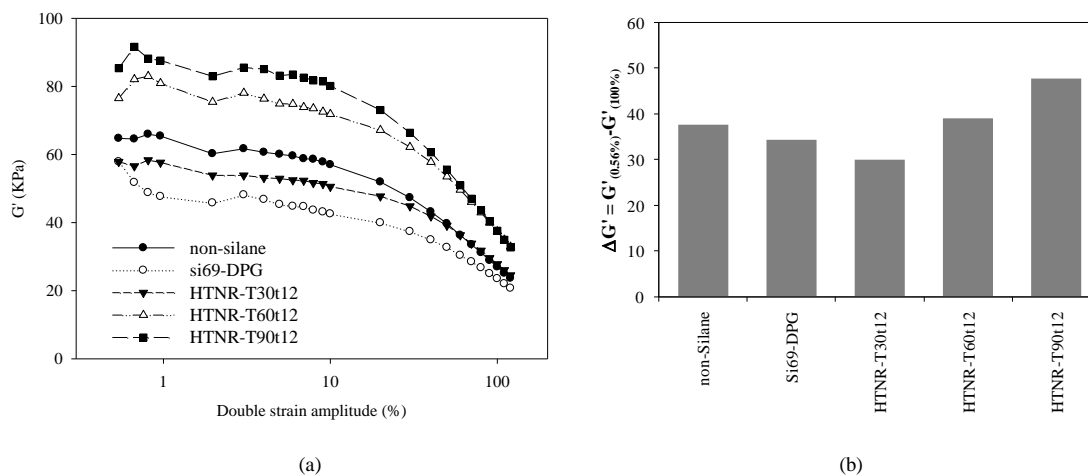 G' (KPa)
100
80
60
40
20
0
non-silane
si69-DPG
HTNR-T30t12
HTNR-T60t12
HTNR-T90t12
1
10
100
Double strain amplitude (%)
(a)
ΔG' = G'(0.56%)-G'(100%)
60
50
40
30
20
10
0
non-Silane
Si69-DPG
HTNR-T30t12
HTNR-T60t12
HTNR-T90t12
(b)